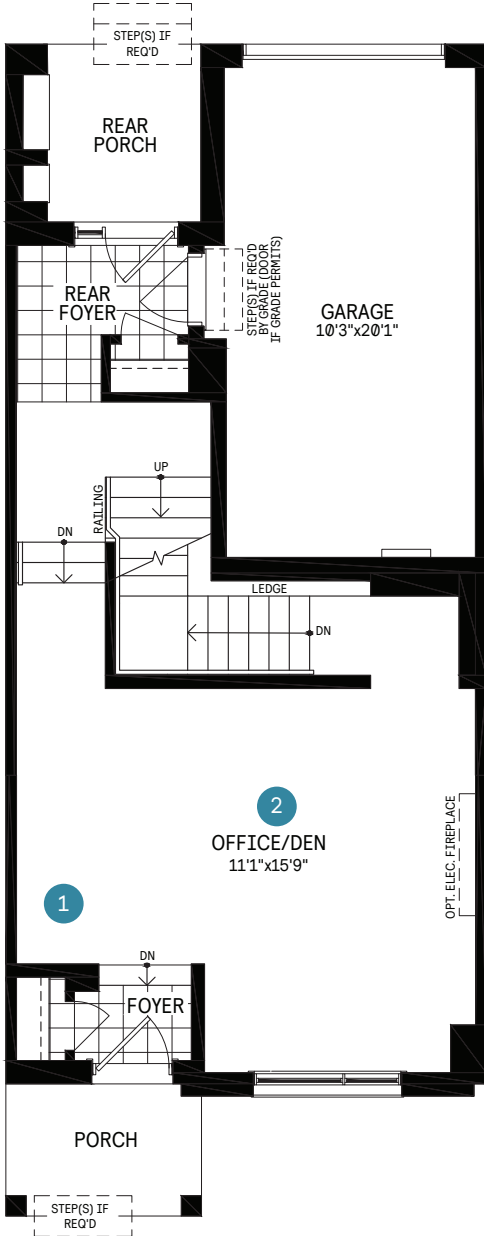 STEP(S) IF
REQ'D
REAR
PORCH
REAR
FOYER
STEP(S) IF REQ'D
BY GRADE (DOOR
IF GRADE PERMITS)
GARAGE
10'3"x20'1"
UP
RAILING
DN
LEDGE
DN
2
OFFICE/DEN
11'1"x15'9"
OPT. ELEC. FIREPLACE
1
DN
FOYER
PORCH
STEP(S) IF
REQ'D